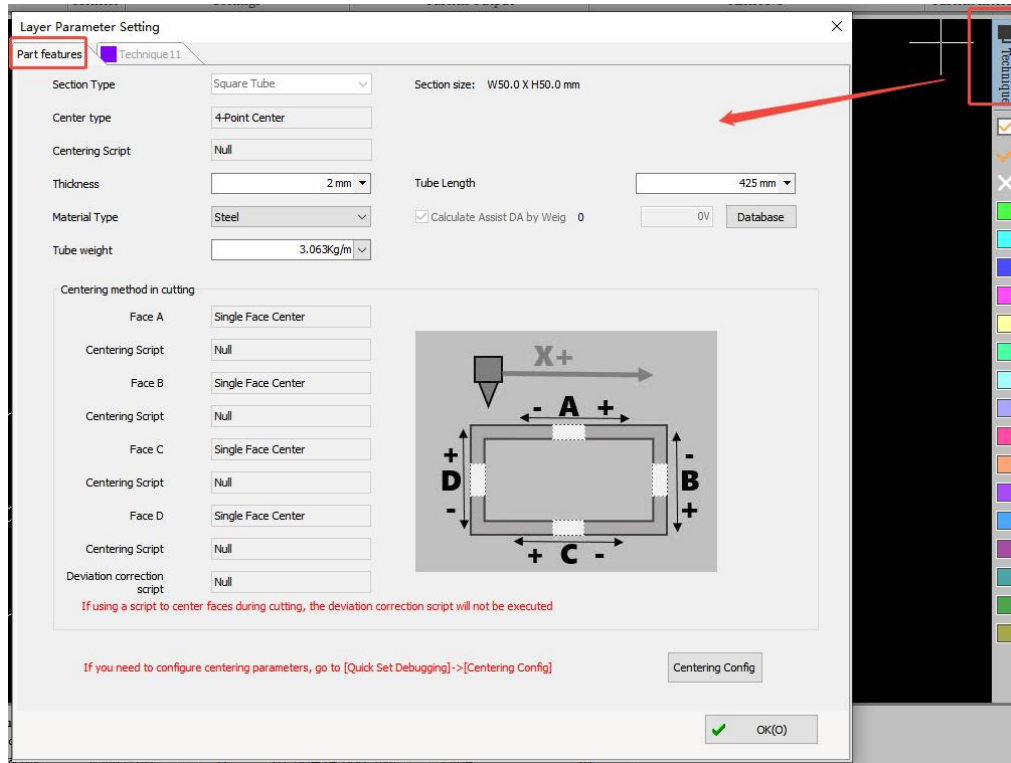 Layer Parameter Setting
Part features
Technique11
Section Type
Square Tube
Section size: W50.0 X H50.0 mm
Center type
4-Point Center
Centering Script
Null
Thickness
2 mm
Tube Length
425 mm
Material Type
Steel
Calculate Assist DA by Weig 0
0V
Database
Tube weight
3.063Kg/m
Centering method in cutting
Face A
Single Face Center
Centering Script
Null
Face B
Single Face Center
Centering Script
Null
Face C
Single Face Center
Centering Script
Null
Face D
Single Face Center
Centering Script
Null
Deviation correction
script
Null
X+
- A +
+
D
-
-
B
+
+ C -
If using a script to center faces during cutting, the deviation correction script will not be executed
If you need to configure centering parameters, go to [Quick Set Debugging]->[Centering Config]
Centering Config
OK(O)
Technique